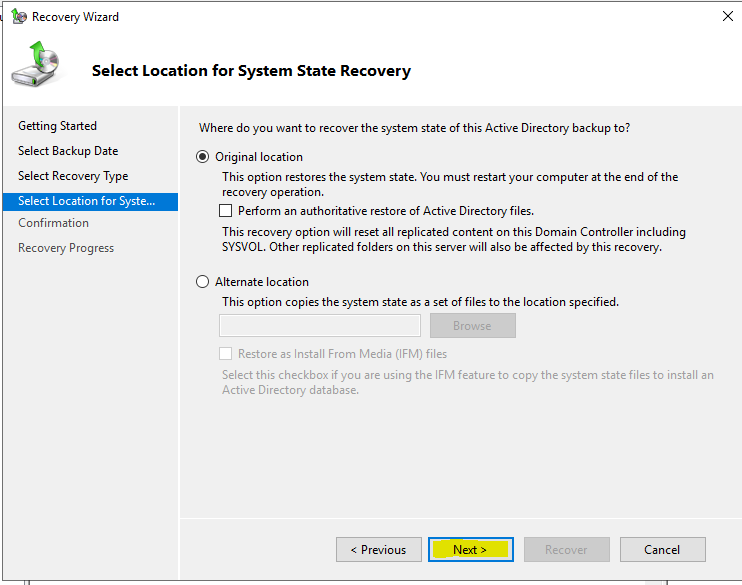 Recovery Wizard
Select Location for System State Recovery
Getting Started
Select Backup Date
Select Recovery Type
Select Location for Syste...
Confirmation
Recovery Progress
Where do you want to recover the system state of this Active Directory backup to?
Original location
This option restores the system state. You must restart your computer at the end of the
recovery operation.
Perform an authoritative restore of Active Directory files.
This recovery option will reset all replicated content on this Domain Controller including
SYSVOL. Other replicated folders on this server will also be affected by this recovery.
Alternate location
This option copies the system state as a set of files to the location specified.
Browse
Restore as Install From Media (IFM) files
Select this checkbox if you are using the IFM feature to copy the system state files to install an
Active Directory database.
< Previous Next > Recover Cancel